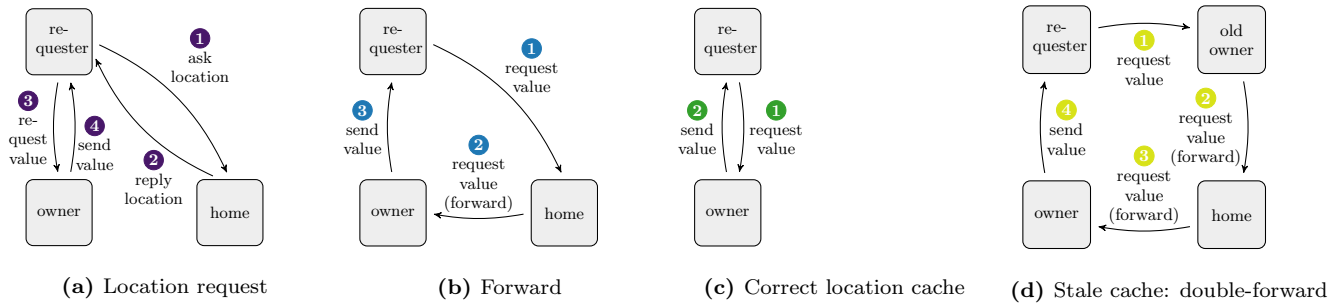 re-
quester
1
ask
location
3
re-
quest
value
4
send
value
2
reply
location
owner
home
(a) Location request
re-
quester
1
request
value
3
send
value
2
request
value
(forward)
owner
home
(b) Forward
re-
quester
2
send
value
1
request
value
owner
(c) Correct location cache
re-
quester
1
request
value
old
owner
2
request
value
(forward)
4
send
value
3
request
value
(forward)
owner
home
(d) Stale cache: double-forward